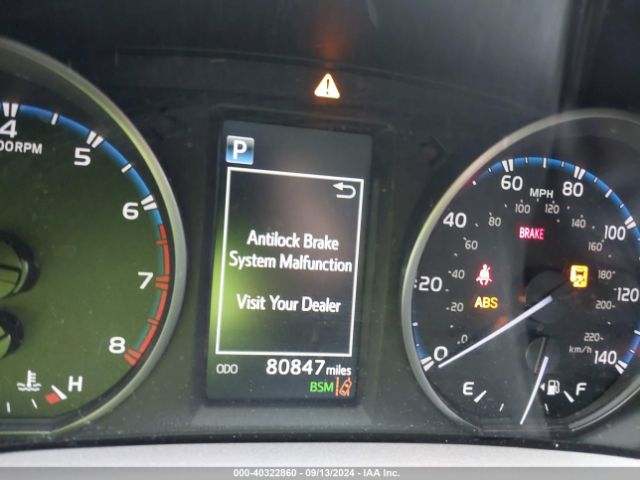 4
00RPM
5
6
7
8
H
P
Antilock Brake
System Malfunction
Visit Your Dealer
ODO 80847 miles
BSM
0 20 40 60 80 100 120 140
MPH
0 20 40 60 80 100 120 140 160 180 200 220
km/h
BRAKE
ABS
E F
000-40322860 - 09/13/2024 - IAA Inc.